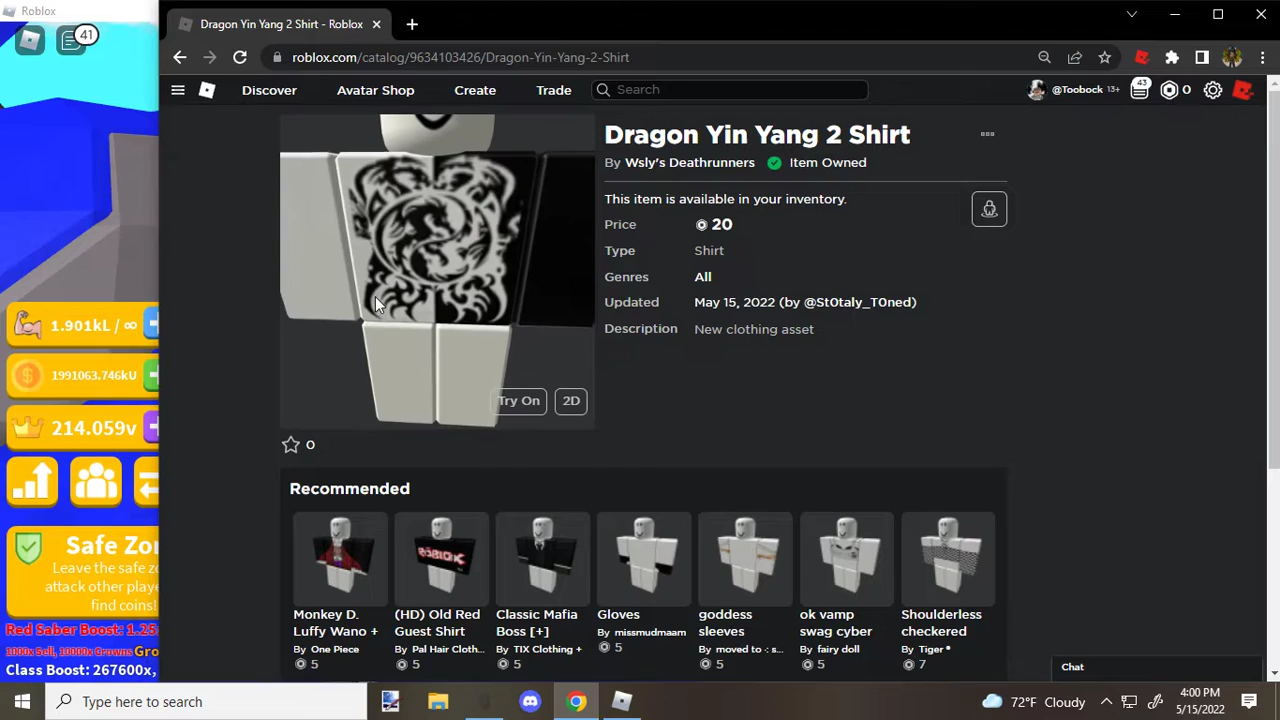 Roblox
41
1.901kL / ∞
1991063.746kU
214.059v
Safe Zo
Leave the safe zo
attack other playe
find coins!
Red Saber Boost: 1.25
1000x Sell, 10000x Crowns Gro
Class Boost: 267600x,
Dragon Yin Yang 2 Shirt - Roblox
roblox.com/catalog/9634103426/Dragon-Yin-Yang-2-Shirt
Discover
Avatar Shop
Create
Trade
Search
@Toobock 13+
43
0
Dragon Yin Yang 2 Shirt
By Wsly's Deathrunners Item Owned
This item is available in your inventory.
Price 20
Type Shirt
Genres All
Updated May 15, 2022 (by @St0taly_T0ned)
Description New clothing asset
Try On
2D
0
Recommended
ROBLOX
Monkey D.
Luffy Wano +
By One Piece
5
(HD) Old Red
Guest Shirt
By Pal Hair Cloth...
5
Classic Mafia
Boss [+]
By TIX Clothing +
5
Gloves
By missmudmaam
5
goddess
sleeves
By moved to -: s...
5
ok vamp
swag cyber
By fairy doll
5
Shoulderless
checkered
By Tiger *
7
Chat
Type here to search
72°F Cloudy
4:00 PM
5/15/2022